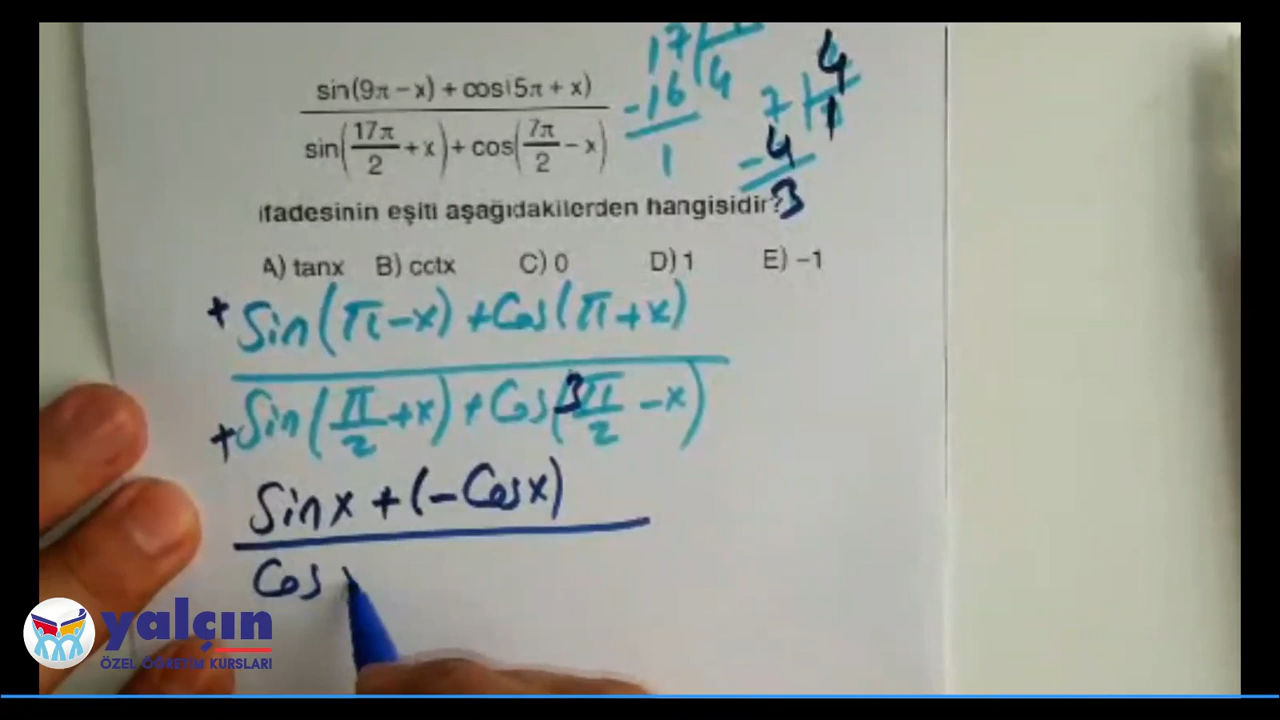 sin(9π – x) + cos(5π + x)
sin(17π/2 + x) + cos(7π/2 – x)
ifadesinin eşiti aşağıdakilerden hangisidir?
A) tanx B) cctx C) 0 D) 1 E) –1
17 4
-16
1
7 4
1
-4
3
+ Sin(π-x) +Cos(π+x)
+ Sin(π/2+x) +Cos(3π/2-x)
Sinx + (-Cosx)
Cos
yalçın
ÖZEL ÖĞRETİM KURSLARI